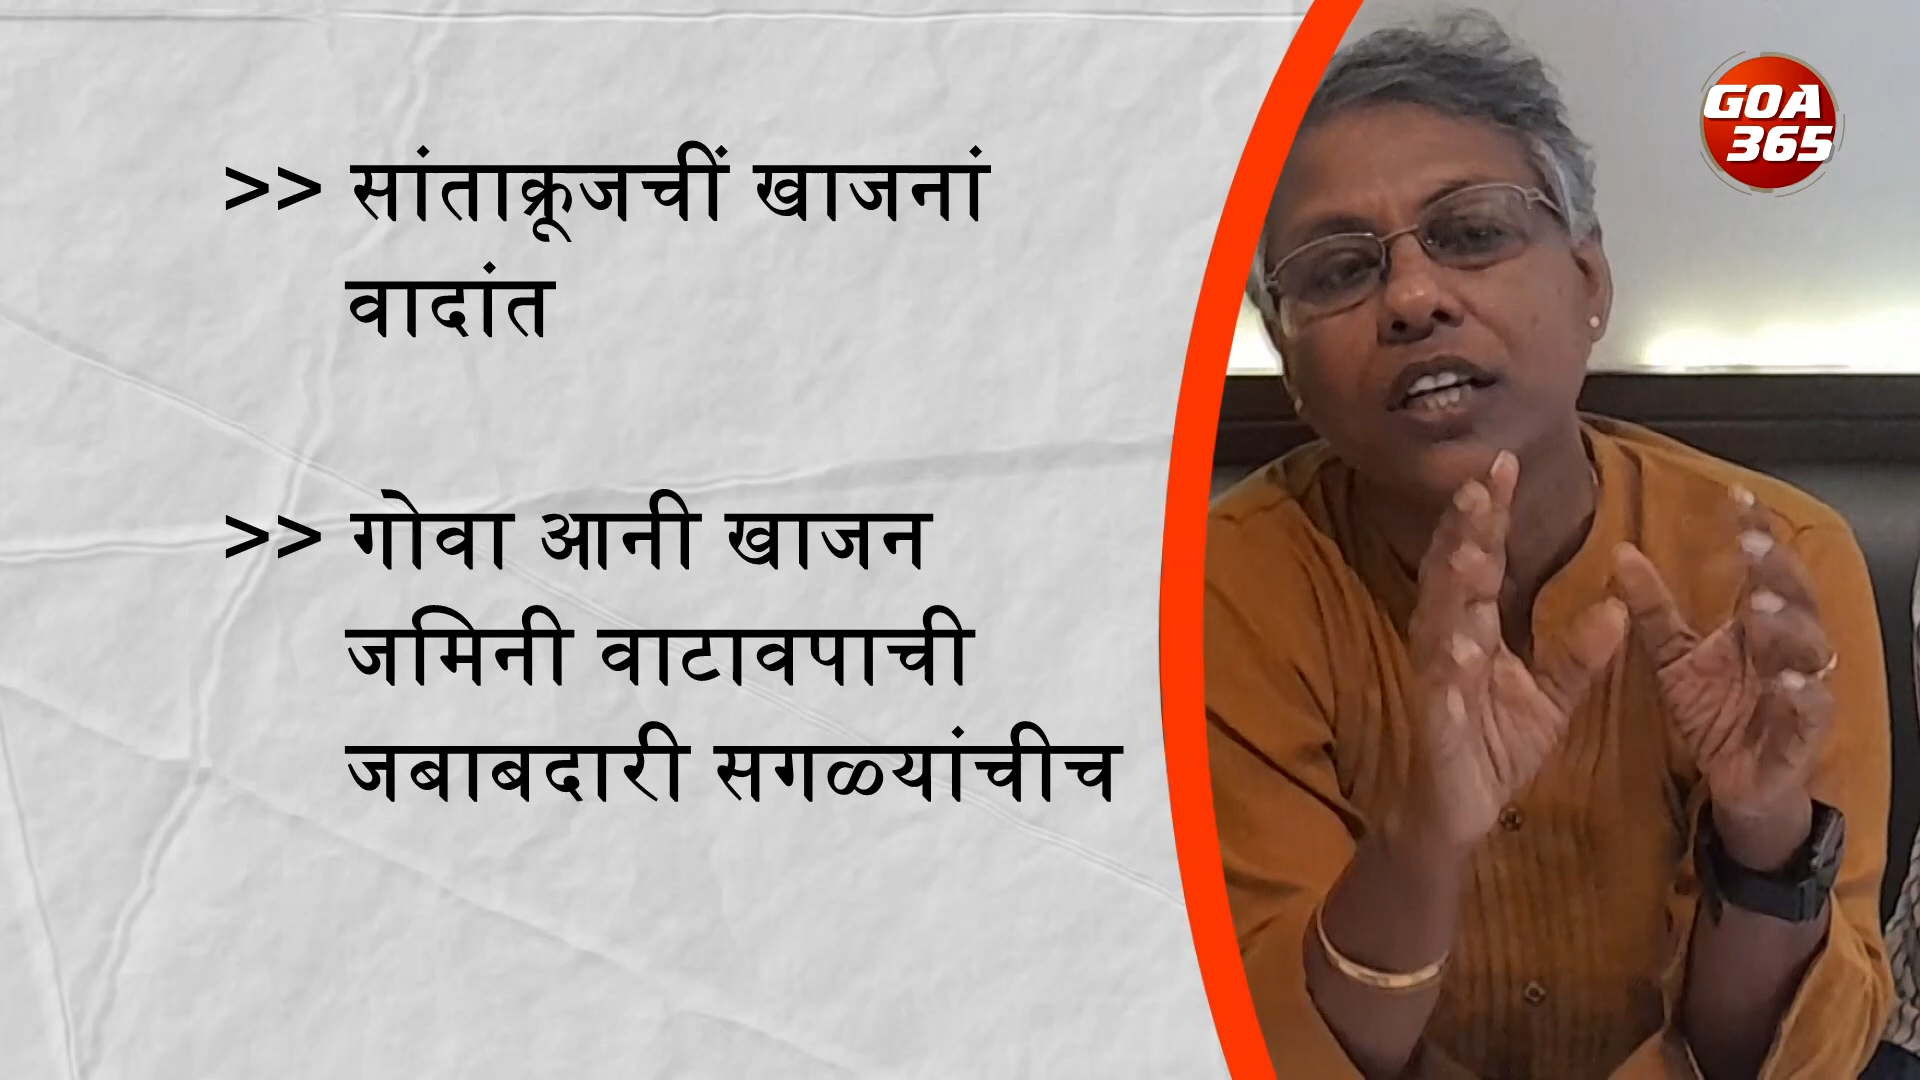 >> सांताक्रूजचीं खाजनां
वादांत
>> गोवा आनी खाजन
जमिनी वाटावपाची
जबाबदारी सगळ्यांचीच
GOA
365